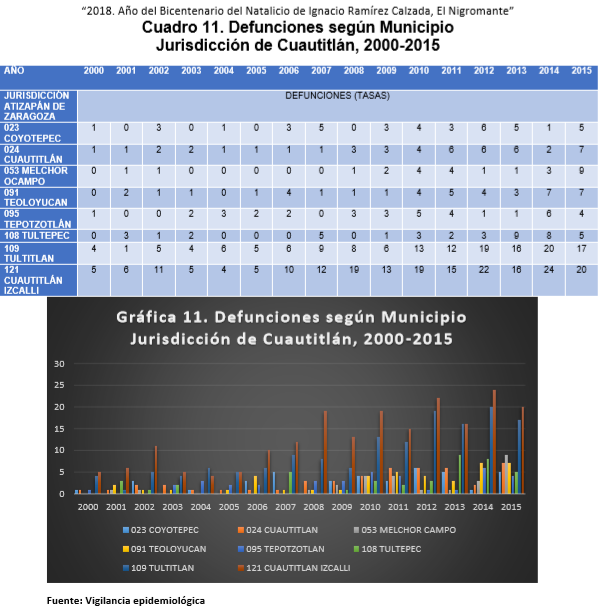 “2018. Año del Bicentenario del Natalicio de Ignacio Ramírez Calzada, El Nigromante”
Cuadro 11. Defunciones según Municipio
Jurisdicción de Cuautitlán, 2000-2015
AÑO 2000 2001 2002 2003 2004 2005 2006 2007 2008 2009 2010 2011 2012 2013 2014 2015
JURISDICCIÓN
ATIZAPÁN DE
ZARAGOZA
DEFUNCIONES (TASAS)
023
COYOTEPEC
1 0 3 0 1 0 3 5 0 3 4 3 6 5 1 5
024
CUAUTITLÁN
1 1 2 2 1 1 1 1 3 3 4 6 6 6 2 7
053 MELCHOR
OCAMPO
0 1 1 0 0 0 0 0 1 2 4 4 1 1 3 9
091
TEOLOYUCAN
0 2 1 1 0 1 4 1 1 1 4 5 4 3 7 7
095
TEPOTZOTLÁN
1 0 0 2 3 2 2 0 3 3 5 4 1 1 6 4
108 TULTEPEC 0 3 1 2 0 0 0 5 0 1 3 2 3 9 8 5
109
TULTITLAN
4 1 5 4 6 5 6 9 8 6 13 12 19 16 20 17
121
CUAUTITLÁN
IZCALLI
5 6 11 5 4 5 10 12 19 13 19 15 22 16 24 20
Gráfica 11. Defunciones según Municipio
Jurisdicción de Cuautitlán, 2000-2015
30
25
20
15
10
5
0
2000 2001 2002 2003 2004 2005 2006 2007 2008 2009 2010 2011 2012 2013 2014 2015
023 COYOTEPEC 024 CUAUTITLAN 053 MELCHOR CAMPO
091 TEOLOYUCAN 095 TEPOTZOTLAN 108 TULTEPEC
109 TULTITLAN 121 CUAUTITLAN IZCALLI
Fuente: Vigilancia epidemiológica